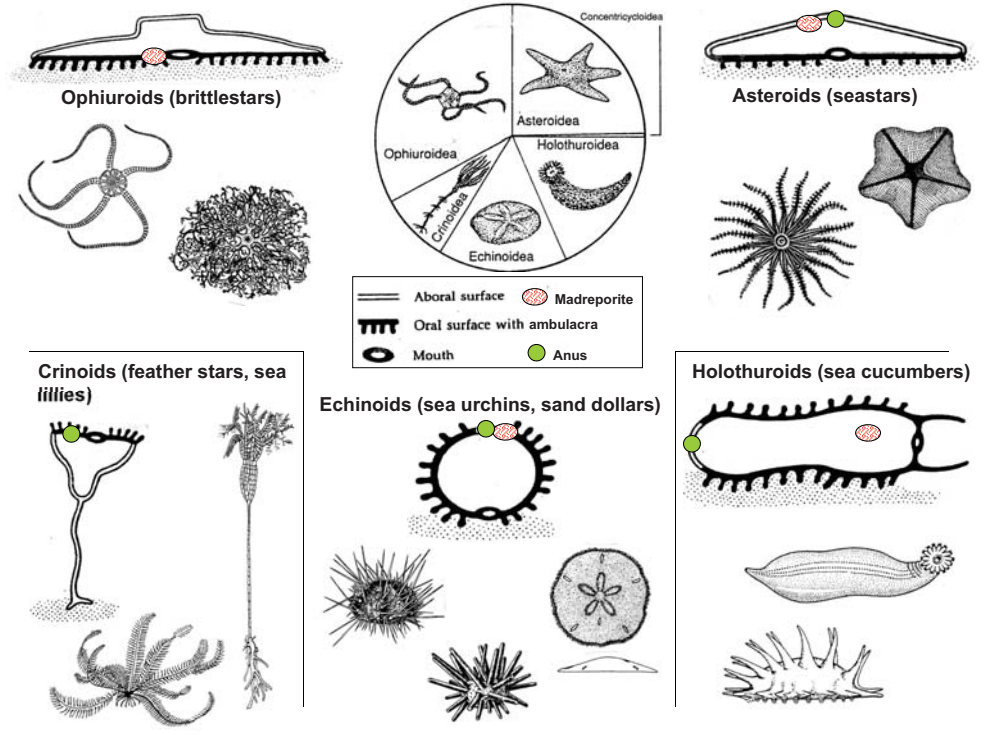 Concentricycloidea
Ophiuroids (brittlestars)
Asteroidea
Ophiuroidea
Holothuroidea
Crinoidea
Echinoidea
Asteroids (seastars)
Aboral surface
Madreporite
Oral surface with ambulacra
Mouth
Anus
Crinoids (feather stars, sea
lillies)
Echinoids (sea urchins, sand dollars)
Holothuroids (sea cucumbers)